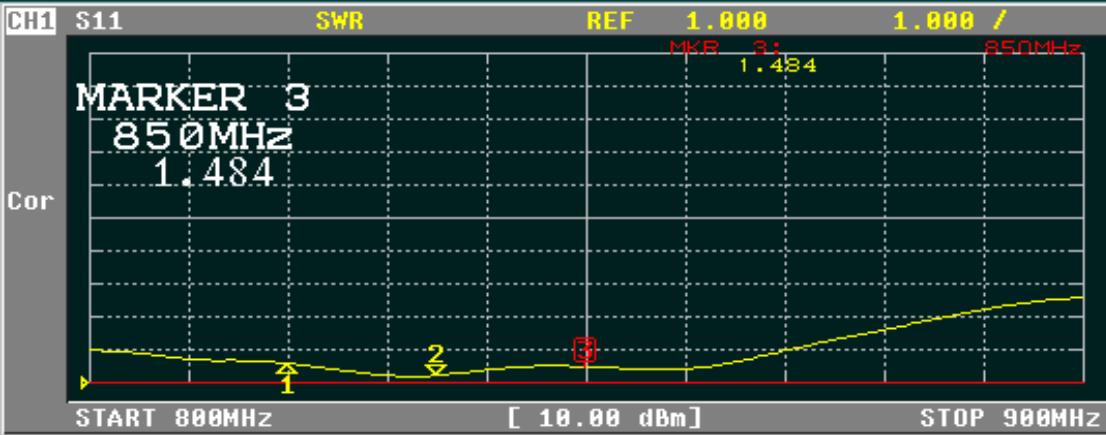 CH1 S11 SWR REF 1.000 1.000 /
MKR 3: 850MHz
1.484
MARKER 3
850MHz
1.484
Cor
2
3
1
START 800MHz [ 10.00 dBm] STOP 900MHz